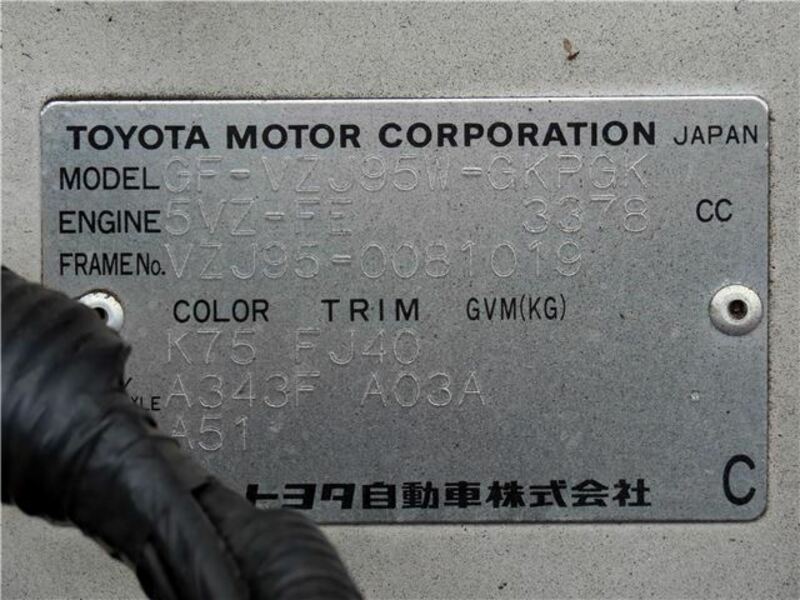 TOYOTA MOTOR CORPORATION JAPAN
MODEL GF-VZJ95W-GKPGK
ENGINE 5VZ-FE 3378 CC
FRAME No. VZJ95-0081019
COLOR TRIM GVM(KG)
K75 FJ40
A343F A03A
A51
トヨタ自動車株式会社 C